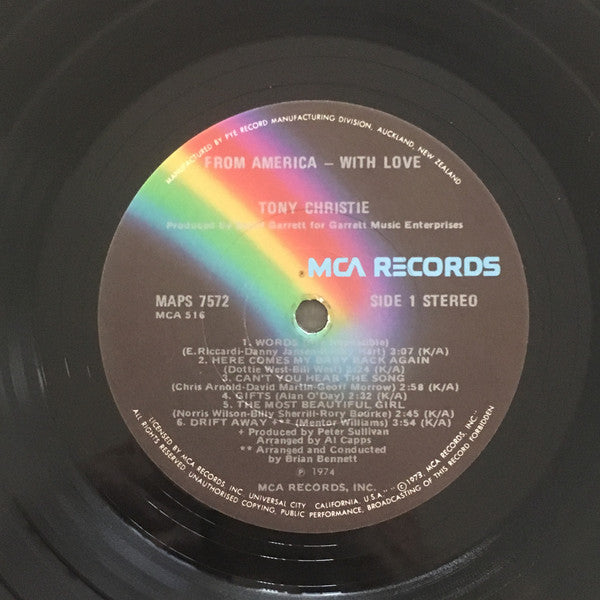 MANUFACTURED BY PYE RECORD MANUFACTURING DIVISION, AUCKLAND, NEW ZEALAND
FROM AMERICA – WITH LOVE
TONY CHRISTIE
Produced by Garrett for Garrett Music Enterprises
MCA RECORDS
MAPS 7572
MCA 516
SIDE 1 STEREO
1. WORDS
(E.Riccardi-Danny Hart) 3:07 (K/A)
2. HERE COMES MY BABY BACK AGAIN
(Dottie West-Bill West) (K/A)
3. CAN'T YOU HEAR THE SONG
(Chris Arnold-David Martin-Geoff Morrow) 2:58 (K/A)
4. GIFTS (Alan O'Day) 2:32 (K/A)
5. THE MOST BEAUTIFUL GIRL
(Norris Wilson-Billy Sherrill-Rory Bourke) 2:45 (K/A)
6. DRIFT AWAY +** (Mentor Williams) 3:54 (K/A)
+ Produced by Peter Sullivan
Arranged by Al Capps
** Arranged and Conducted
by Brian Bennett
℗ 1974
MCA RECORDS, INC.
LICENSED BY MCA RECORDS INC. UNIVERSAL CITY CALIFORNIA. U.S.A. " © 1973. MCA RECORDS, INC."
ALL RIGHTS RESERVED. UNAUTHORISED COPYING, PUBLIC PERFORMANCE, BROADCASTING OF THIS RECORD FORBIDDEN